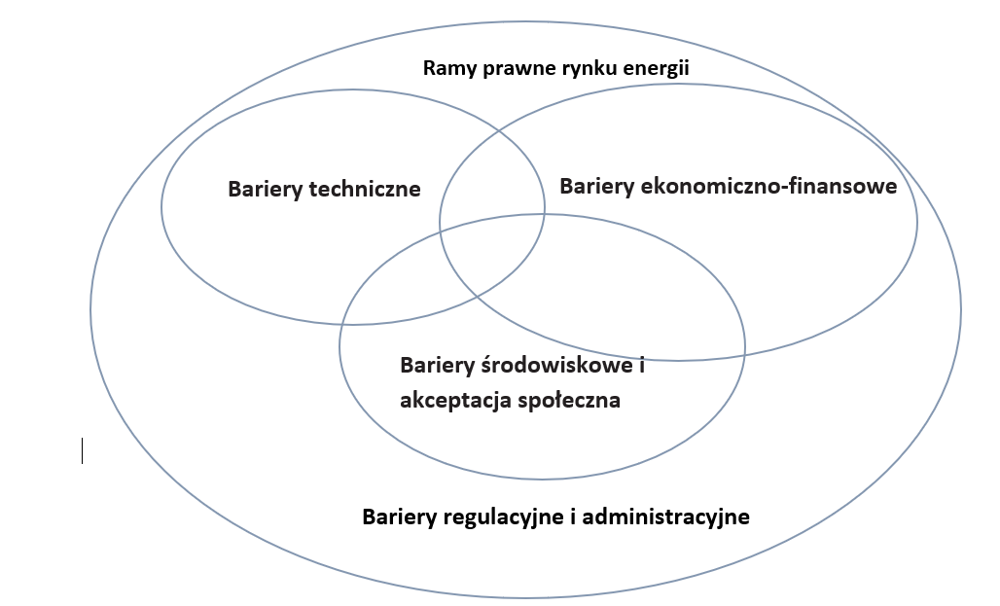 Ramy prawne rynku energii
Bariery techniczne
Bariery ekonomiczno-finansowe
Bariery środowiskowe i
akceptacja społeczna
Bariery regulacyjne i administracyjne